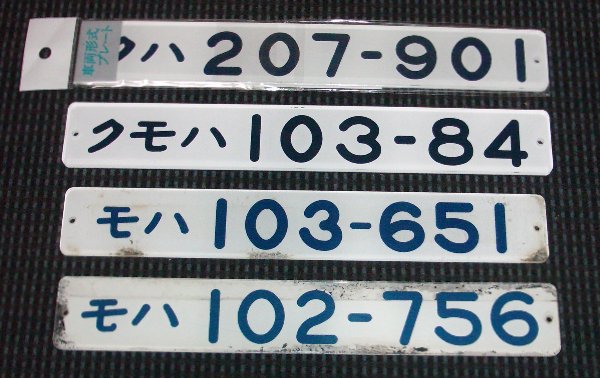 車両形式
プレート
クハ 207-901
クモハ 103-84
モハ 103-651
モハ 102-756